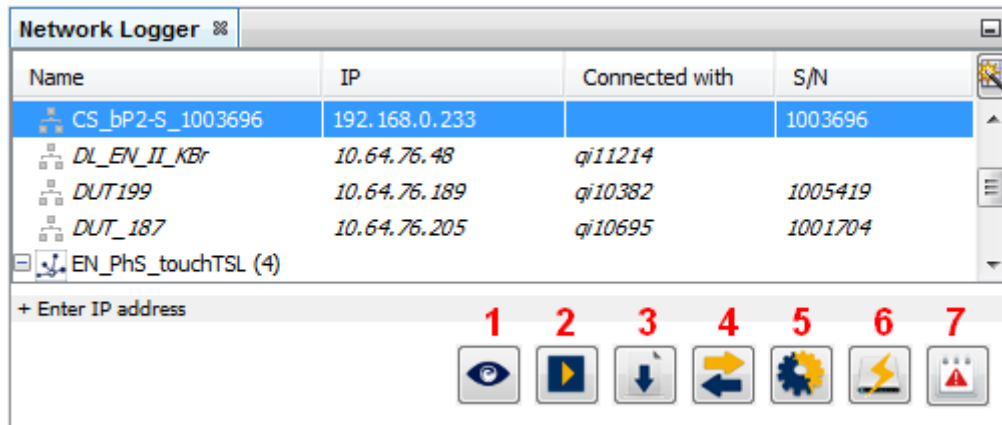 Network Logger
Name IP Connected with S/N
CS_bP2-S_1003696 192.168.0.233 1003696
DL_EN_II_KBr 10.64.76.48 qi11214
DUT199 10.64.76.189 qi10382 1005419
DUT_187 10.64.76.205 qi10695 1001704
EN_PhS_touchTSL (4)
+ Enter IP address
1 2 3 4 5 6 7